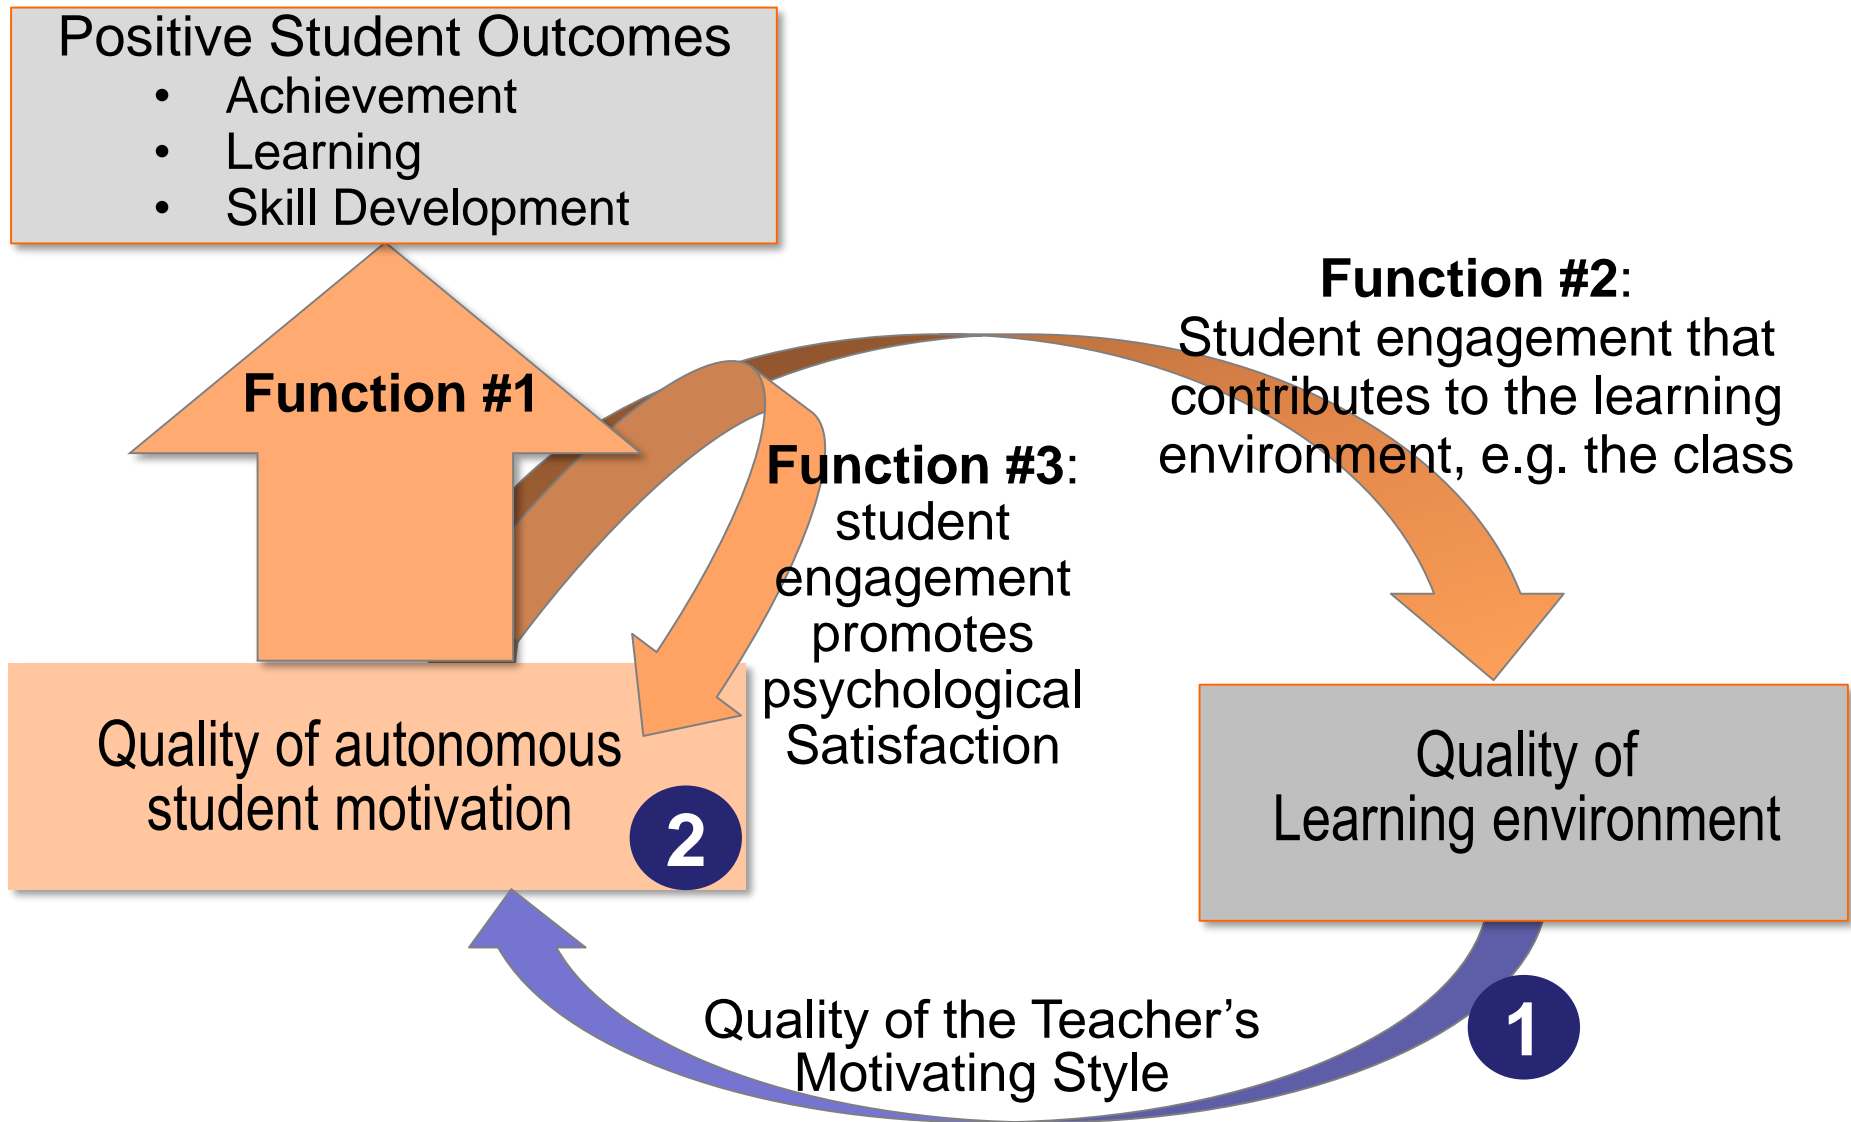 Positive Student Outcomes
• Achievement
• Learning
• Skill Development
Function #1
Function #2:
Student engagement that
contributes to the learning
environment, e.g. the class
Function #3:
student
engagement
promotes
psychological
Satisfaction
Quality of autonomous
student motivation
2
Quality of
Learning environment
Quality of the Teacher’s
Motivating Style
1